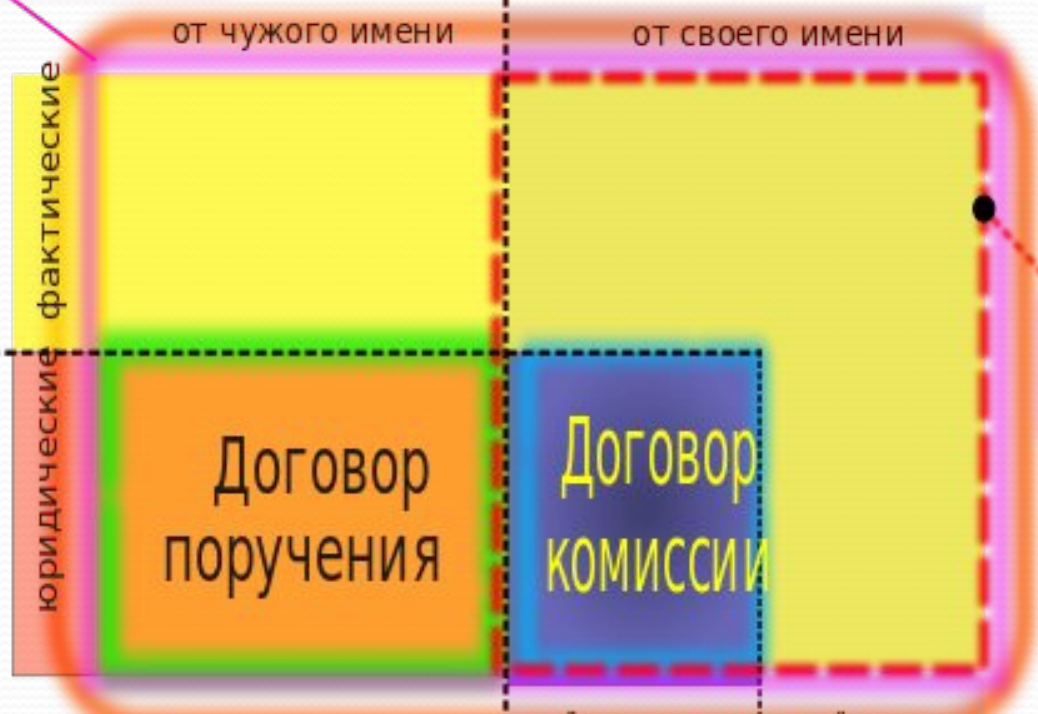 от чужого имени
от своего имени
фактические
юридические
Договор
поручения
Договор
комиссии